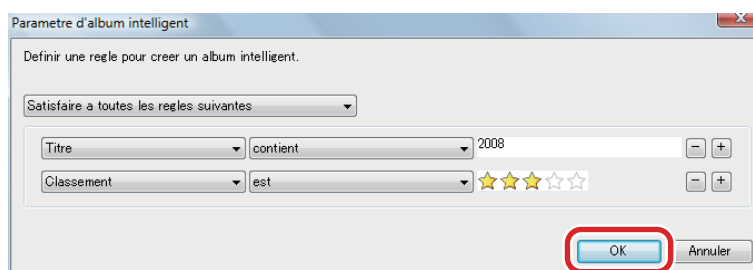 Parametre d'album intelligent
Definir une regle pour creer un album intelligent.
Satisfaire a toutes les regles suivantes
Titre contient 2008 − +
Classement est − +
OK Annuler